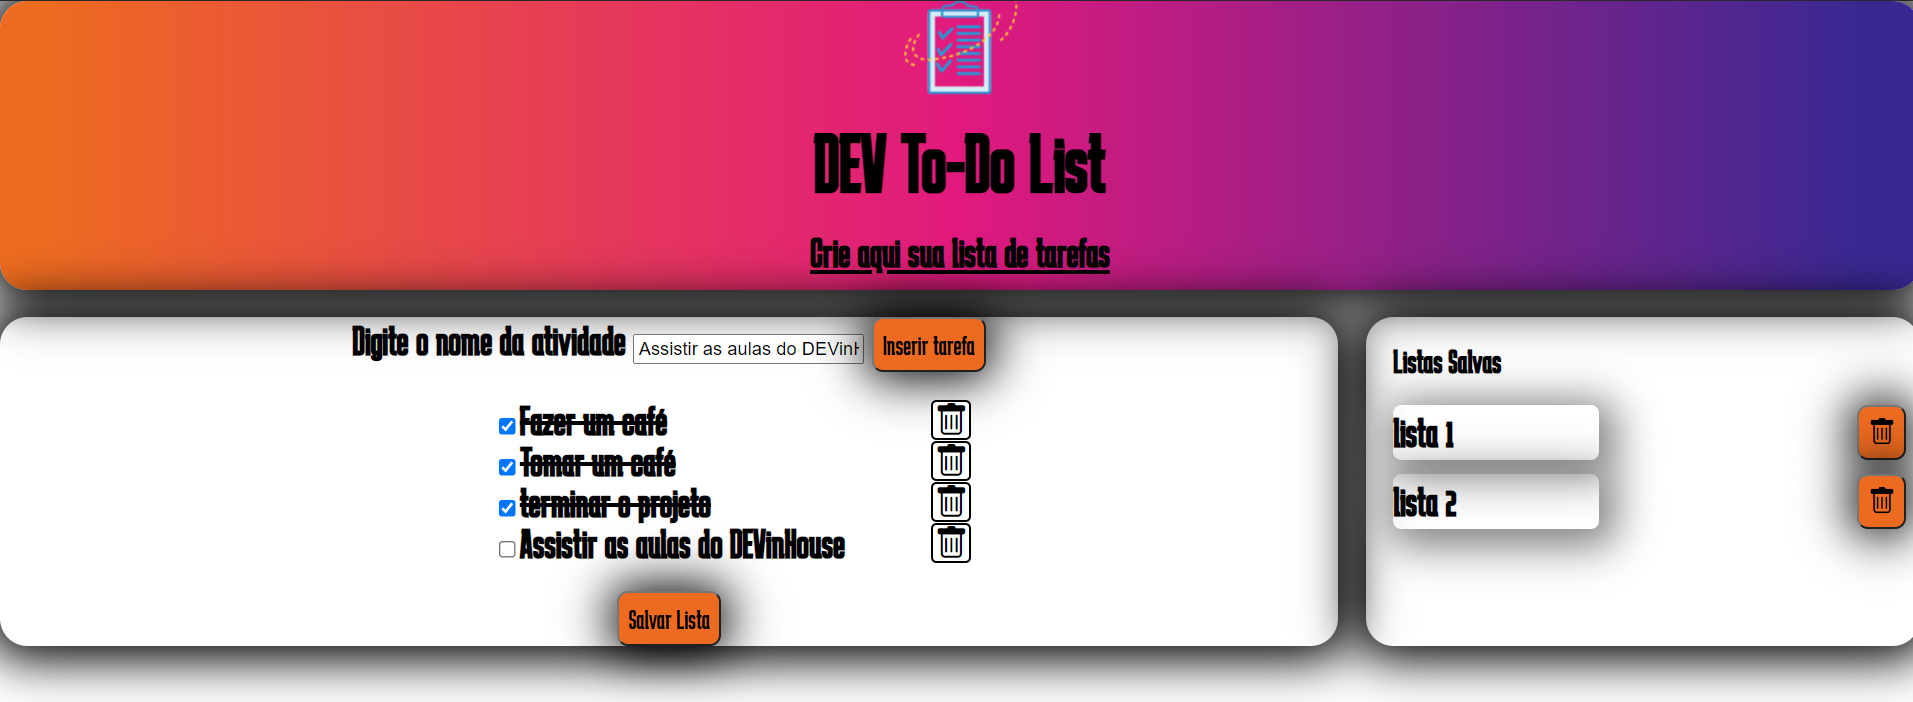 DEV To-Do List
Crie aqui sua lista de tarefas
Digite o nome da atividade
Assistir as aulas do DEVinH
Inserir tarefa
Fazer um café
Tomar um café
terminar o projeto
Assistir as aulas do DEVinHouse
Salvar Lista
Listas Salvas
lista 1
lista 2